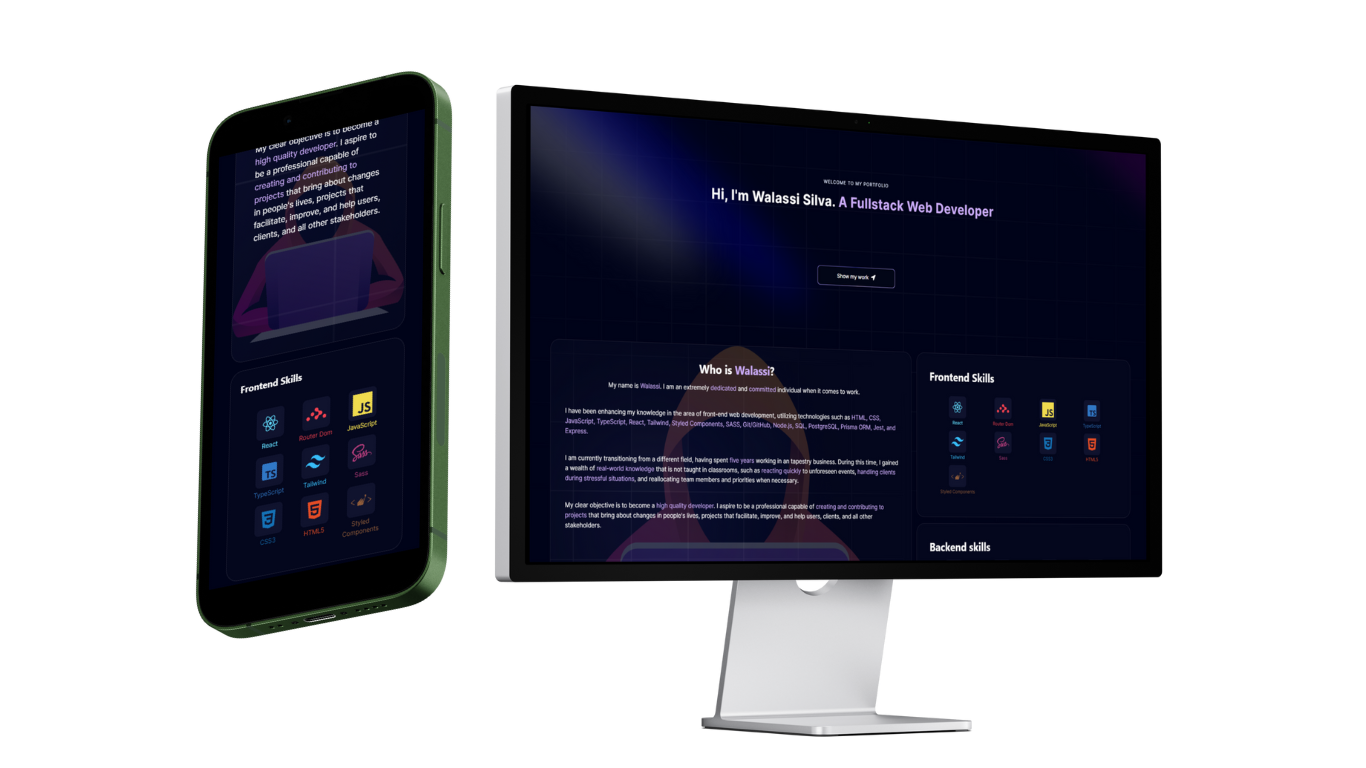 My clear objective is to become a
high quality developer. I aspire to
be a professional capable of
creating and contributing to
projects that bring about changes
in people's lives, projects that
facilitate, improve, and help users,
clients, and all other stakeholders.
Frontend Skills
React
Router Dom
JS
JavaScript
TS
TypeScript
Tailwind
Sass
Sass
3
CSS3
5
HTML5
Styled
Components
WELCOME TO MY PORTFOLIO
Hi, I'm Walassi Silva. A Fullstack Web Developer
Show my work
Who is Walassi?
My name is Walassi. I am an extremely dedicated and committed individual when it comes to work.
I have been enhancing my knowledge in the area of front-end web development, utilizing technologies such as HTML, CSS,
JavaScript, TypeScript, React, Tailwind, Styled Components, SASS, Git/GitHub, Node.js, SQL, PostgreSQL, Prisma ORM, Jest, and
Express.
I am currently transitioning from a different field, having spent five years working in an tapestry business. During this time, I gained
a wealth of real-world knowledge that is not taught in classrooms, such as reacting quickly to unforeseen events, handling clients
during stressful situations, and reallocating team members and priorities when necessary.
My clear objective is to become a high quality developer. I aspire to be a professional capable of creating and contributing to
projects that bring about changes in people's lives, projects that facilitate, improve, and help users, clients, and all other
stakeholders.
Frontend Skills
React
Router Dom
JS
JavaScript
TS
TypeScript
Tailwind
Sass
Sass
3
CSS3
5
HTML5
Styled Components
Backend skills